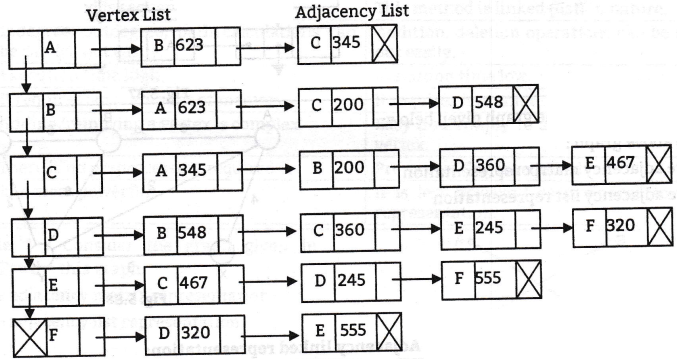 Vertex List Adjacency List
A B 623 C 345
B A 623 C 200 D 548
C A 345 B 200 D 360 E 467
D B 548 C 360 E 245 F 320
E C 467 D 245 F 555
F D 320 E 555